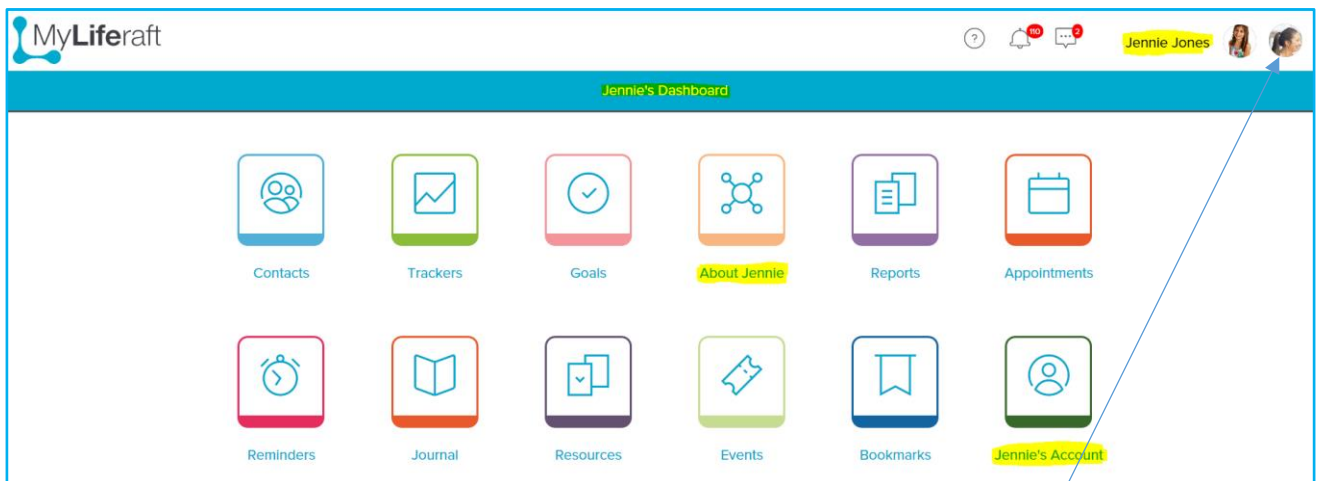 MyLiferaft
? 110 2 Jennie Jones
Jennie's Dashboard
Contacts Trackers Goals About Jennie Reports Appointments
Reminders Journal Resources Events Bookmarks Jennie's Account